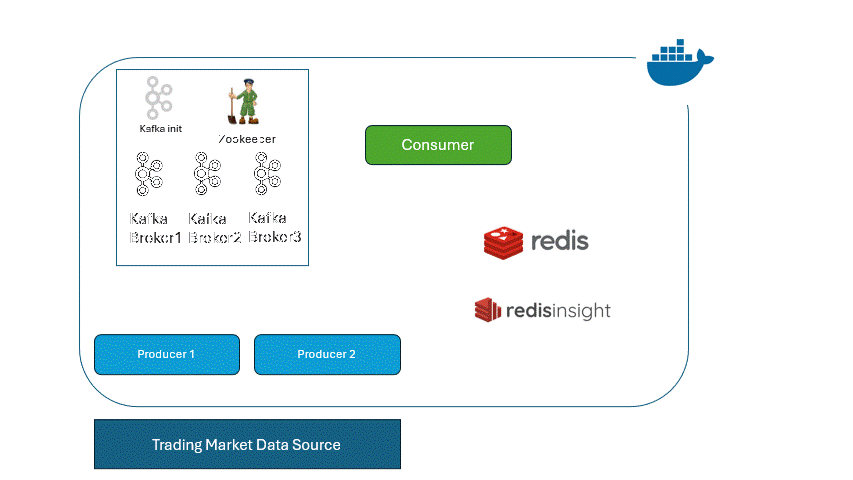 Kafka init
Zookeeper
Kafka Kafka Kafka
Broker1 Broker2 Broker3
Consumer
redis
redisinsight
Producer 1
Producer 2
Trading Market Data Source